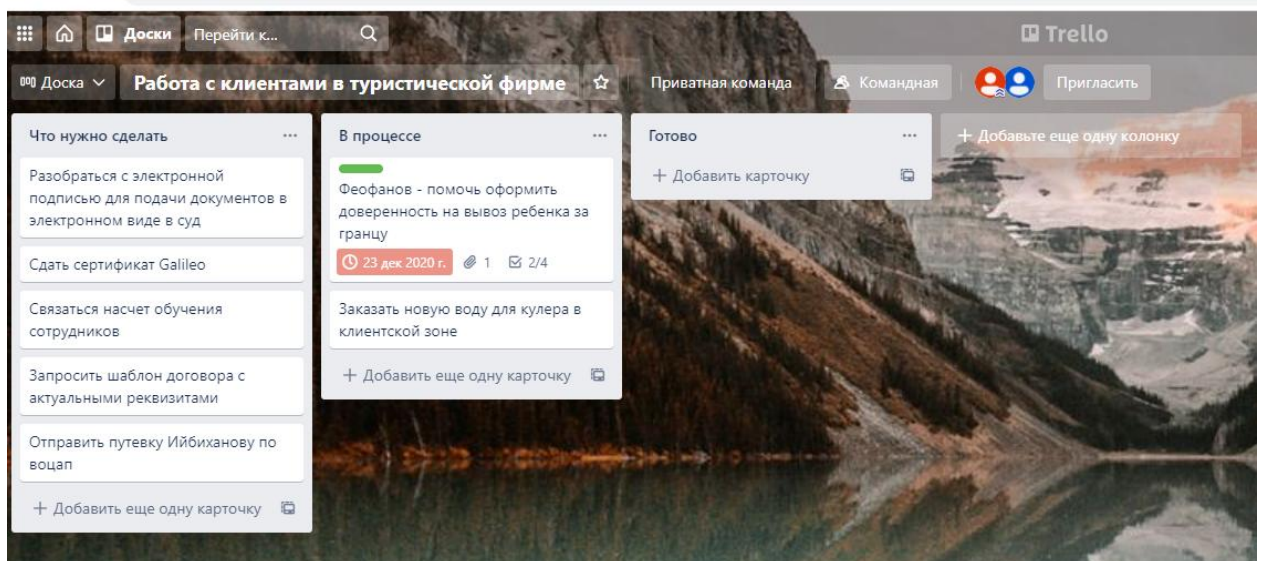 Доски
Перейти к...
Trello
Доска
Работа с клиентами в туристической фирме
Приватная команда
Командная
Пригласить
Что нужно сделать
Разобраться с электронной
подписью для подачи документов в
электронном виде в суд
Сдать сертификат Galileo
Связаться насчет обучения
сотрудников
Запросить шаблон договора с
актуальными реквизитами
Отправить путевку Ийбиханову по
воцап
+ Добавить еще одну карточку
В процессе
Феофанов - помочь оформить
доверенность на вывоз ребенка за
гранцу
23 дек 2020 г. 1 2/4
Заказать новую воду для кулера в
клиентской зоне
+ Добавить еще одну карточку
Готово
+ Добавить карточку
+ Добавьте еще одну колонку